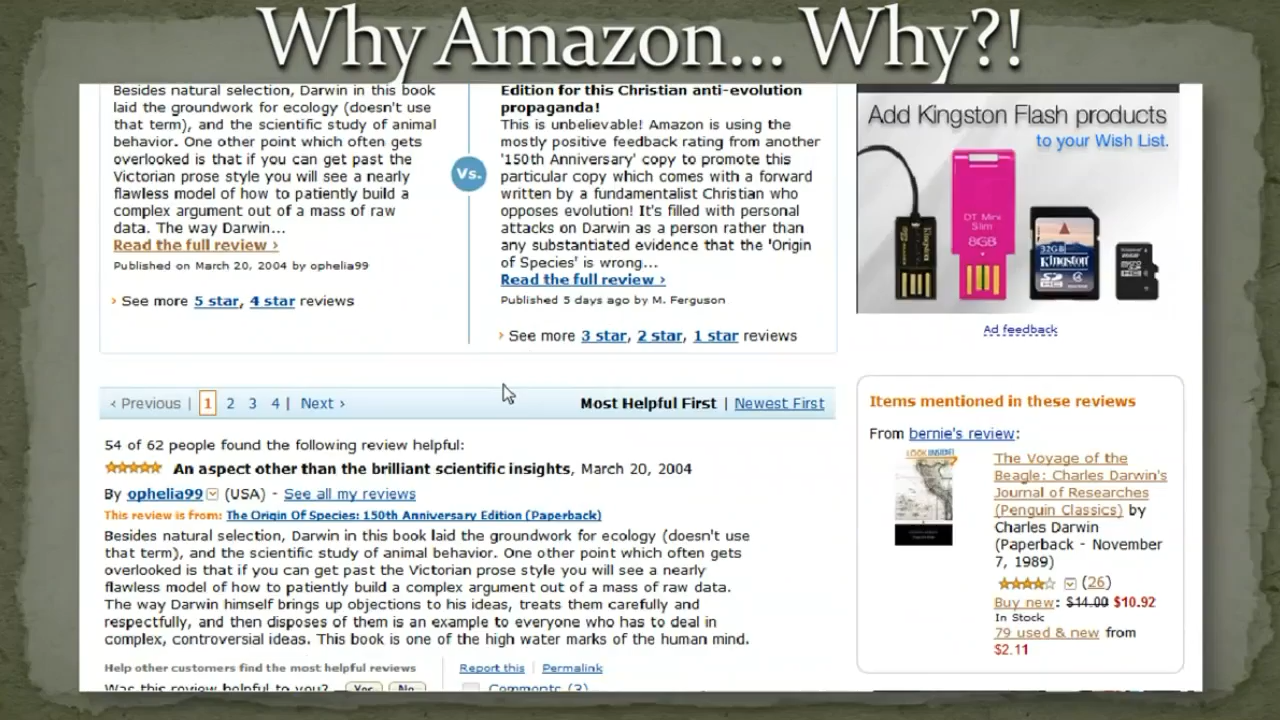 Why Amazon... Why?!
Besides natural selection, Darwin in this book
laid the groundwork for ecology (doesn't use
that term), and the scientific study of animal
behavior. One other point which often gets
overlooked is that if you can get past the
Victorian prose style you will see a nearly
flawless model of how to patiently build a
complex argument out of a mass of raw
data. The way Darwin...
Read the full review ›
Published on March 20, 2004 by ophelia99
› See more 5 star, 4 star reviews
Vs.
Edition for this Christian anti-evolution
propaganda!
This is unbelievable! Amazon is using the
mostly positive feedback rating from another
'150th Anniversary' copy to promote this
particular copy which comes with a forward
written by a fundamentalist Christian who
opposes evolution! It's filled with personal
attacks on Darwin as a person rather than
any substantiated evidence that the 'Origin
of Species' is wrong...
Read the full review ›
Published 5 days ago by M. Ferguson
› See more 3 star, 2 star, 1 star reviews
Add Kingston Flash products
to your Wish List.
Kingston
DT Mini
Slim
8GB
32GB
Kingston
Kingston
Ad feedback
‹ Previous | 1 2 3 4 | Next ›
Most Helpful First | Newest First
54 of 62 people found the following review helpful:
An aspect other than the brilliant scientific insights, March 20, 2004
By ophelia99 (USA) - See all my reviews
This review is from: The Origin Of Species: 150th Anniversary Edition (Paperback)
Besides natural selection, Darwin in this book laid the groundwork for ecology (doesn't use
that term), and the scientific study of animal behavior. One other point which often gets
overlooked is that if you can get past the Victorian prose style you will see a nearly
flawless model of how to patiently build a complex argument out of a mass of raw data.
The way Darwin himself brings up objections to his ideas, treats them carefully and
respectfully, and then disposes of them is an example to everyone who has to deal in
complex, controversial ideas. This book is one of the high water marks of the human mind.
Help other customers find the most helpful reviews
Was this review helpful to you? Yes No
Report this | Permalink
Comments (3)
Items mentioned in these reviews
From bernie's review:
LOOK INSIDE!
The Voyage of the
Beagle: Charles Darwin's
Journal of Researches
(Penguin Classics) by
Charles Darwin
(Paperback - November
7, 1989)
(26)
Buy new: $14.00 $10.92
In Stock
79 used & new from
$2.11